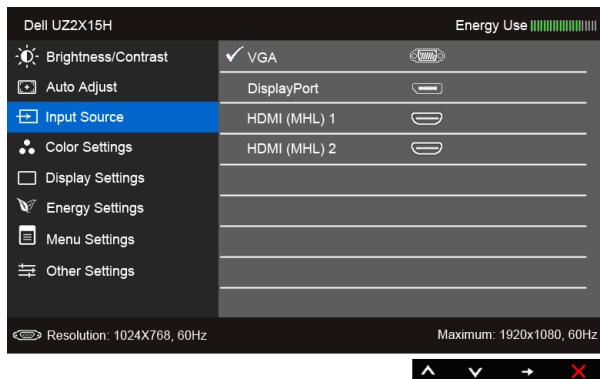 Dell UZ2X15H
Energy Use
Brightness/Contrast
VGA
Auto Adjust
DisplayPort
Input Source
HDMI (MHL) 1
Color Settings
HDMI (MHL) 2
Display Settings
Energy Settings
Menu Settings
Other Settings
Resolution: 1024X768, 60Hz
Maximum: 1920x1080, 60Hz